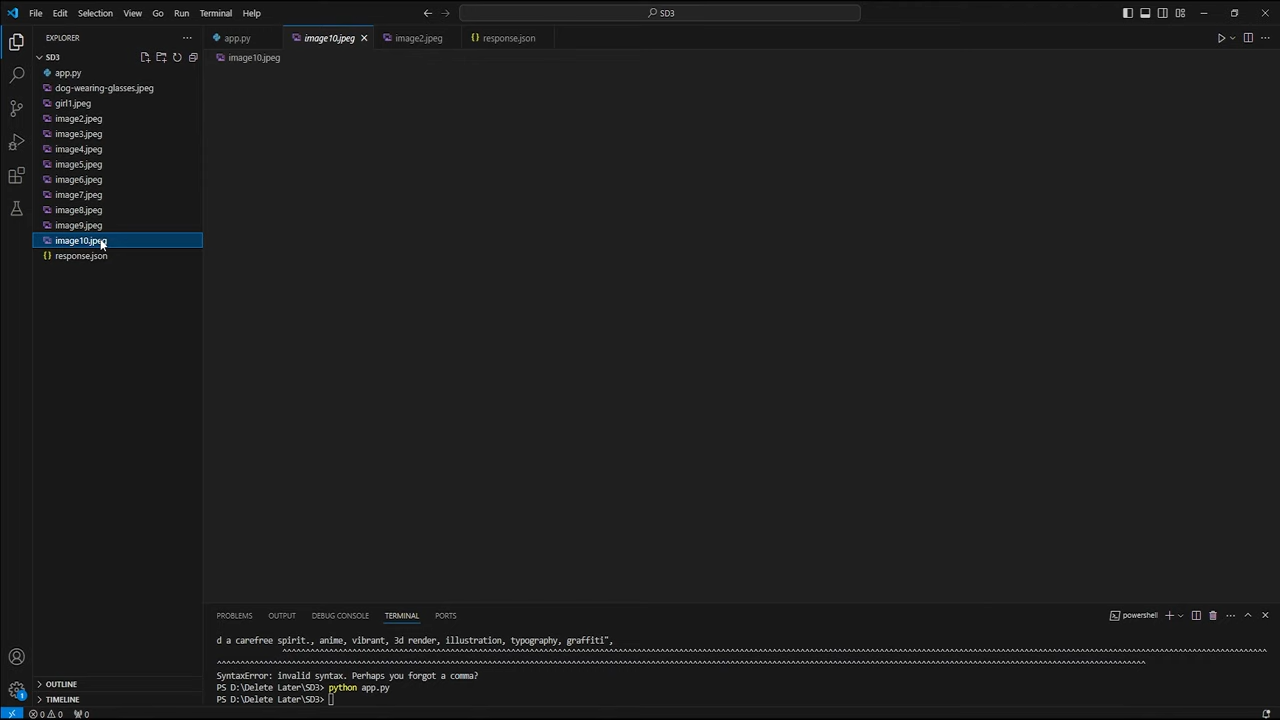 File Edit Selection View Go Run Terminal Help
SD3
EXPLORER
SD3
app.py
dog-wearing-glasses.jpeg
girl1.jpeg
image2.jpeg
image3.jpeg
image4.jpeg
image5.jpeg
image6.jpeg
image7.jpeg
image8.jpeg
image9.jpeg
image10.jpeg
response.json
OUTLINE
TIMELINE
app.py image10.jpeg image2.jpeg response.json
image10.jpeg
PROBLEMS OUTPUT DEBUG CONSOLE TERMINAL PORTS
powershell
d a carefree spirit., anime, vibrant, 3d render, illustration, typography, graffiti",
SyntaxError: invalid syntax. Perhaps you forgot a comma?
PS D:\Delete Later\SD3> python app.py
PS D:\Delete Later\SD3>
1
0 0 0